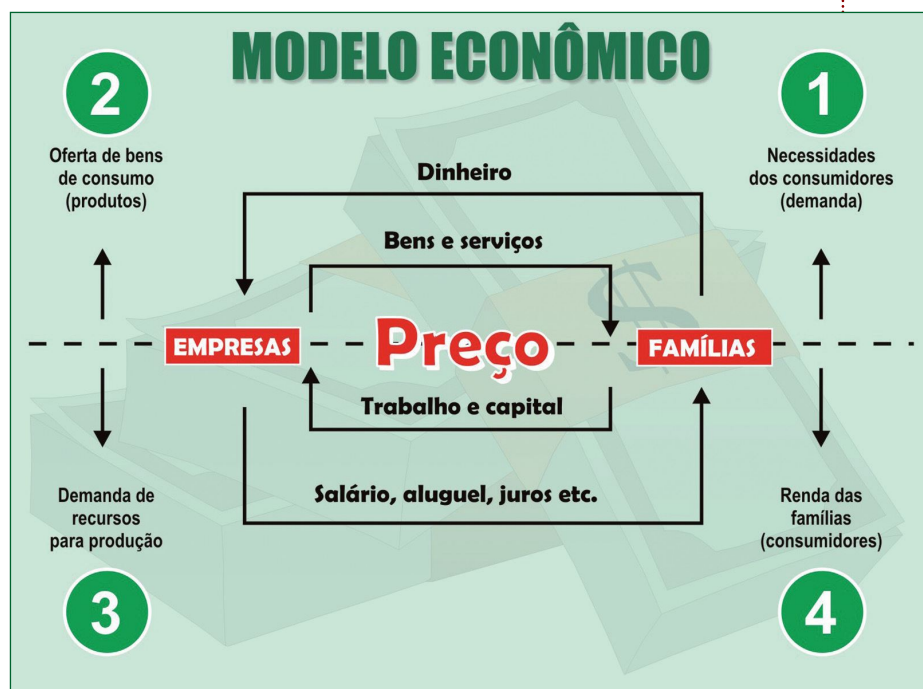 MODELO ECONÔMICO
2
Oferta de bens
de consumo
(produtos)
1
Necessidades
dos consumidores
(demanda)
Dinheiro
Bens e serviços
EMPRESAS
Preço
$
FAMÍLIAS
Trabalho e capital
Salário, aluguel, juros etc.
Demanda de
recursos
para produção
3
Renda das
famílias
(consumidores)
4